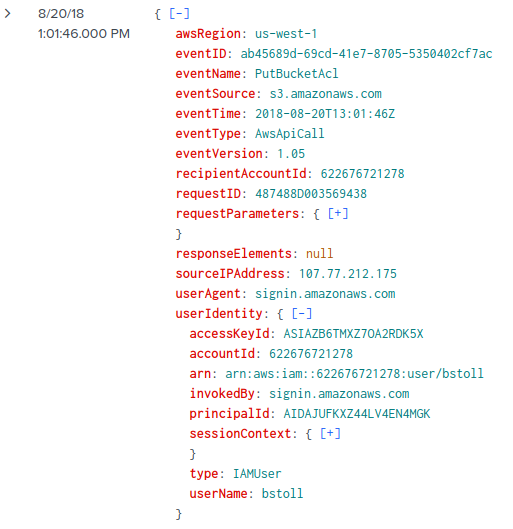 > 8/20/18 { [-]
1:01:46.000 PM awsRegion: us-west-1
eventID: ab45689d-69cd-41e7-8705-5350402cf7ac
eventName: PutBucketAcl
eventSource: s3.amazonaws.com
eventTime: 2018-08-20T13:01:46Z
eventType: AwsApiCall
eventVersion: 1.05
recipientAccountId: 622676721278
requestID: 487488D003569438
requestParameters: { [+]
}
responseElements: null
sourceIPAddress: 107.77.212.175
userAgent: signin.amazonaws.com
userIdentity: { [-]
accessKeyId: ASIAZB6TMXZ7OA2RDK5X
accountId: 622676721278
arn: arn:aws:iam::622676721278:user/bstoll
invokedBy: signin.amazonaws.com
principalId: AIDAJUFKXZ44LV4EN4MGK
sessionContext: { [+]
}
type: IAMUser
userName: bstoll
}